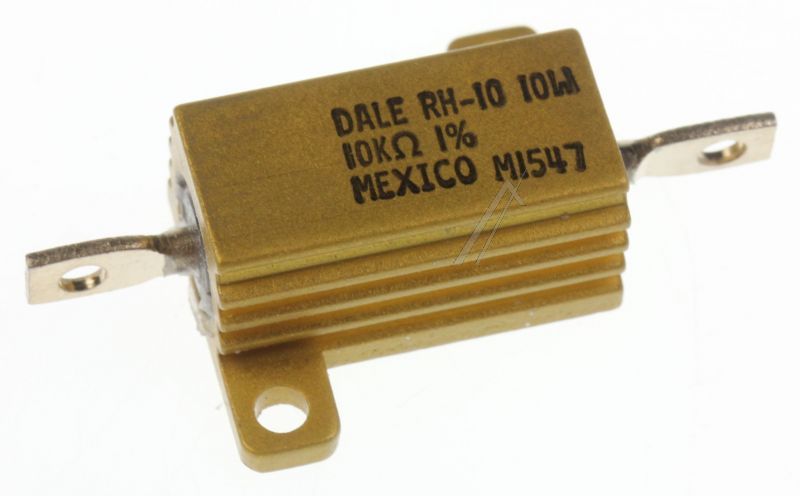 DALE RH-10 10W
10KΩ 1%
MEXICO M1547